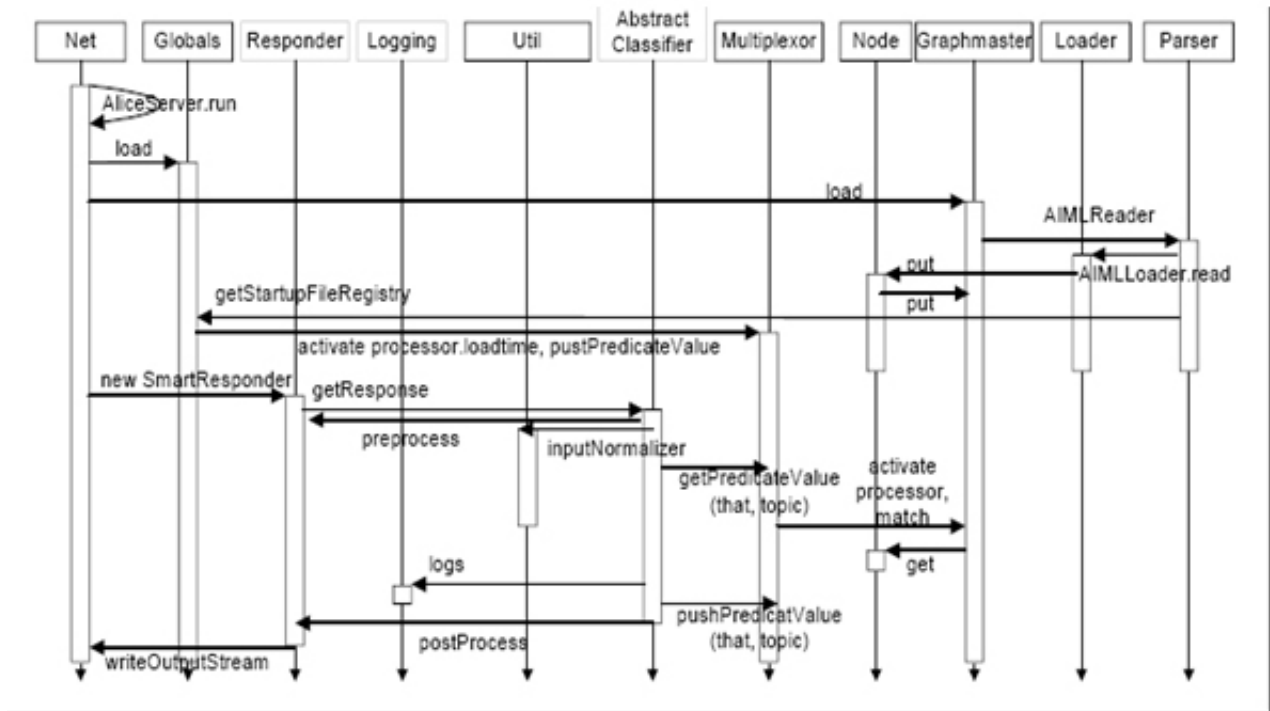 Net
Globals
Responder
Logging
Util
Abstract
Classifier
Multiplexor
Node
Graphmaster
Loader
Parser
AliceServer.run
load
load
AIMLReader
put
AIMLLoader.read
getStartupFileRegistry
put
activate processor.loadtime, pustPredicateValue
new SmartResponder
getResponse
preprocess
inputNormalizer
getPredicateValue
(that, topic)
activate
processor,
match
get
logs
pushPredicatValue
(that, topic)
postProcess
writeOutputStream